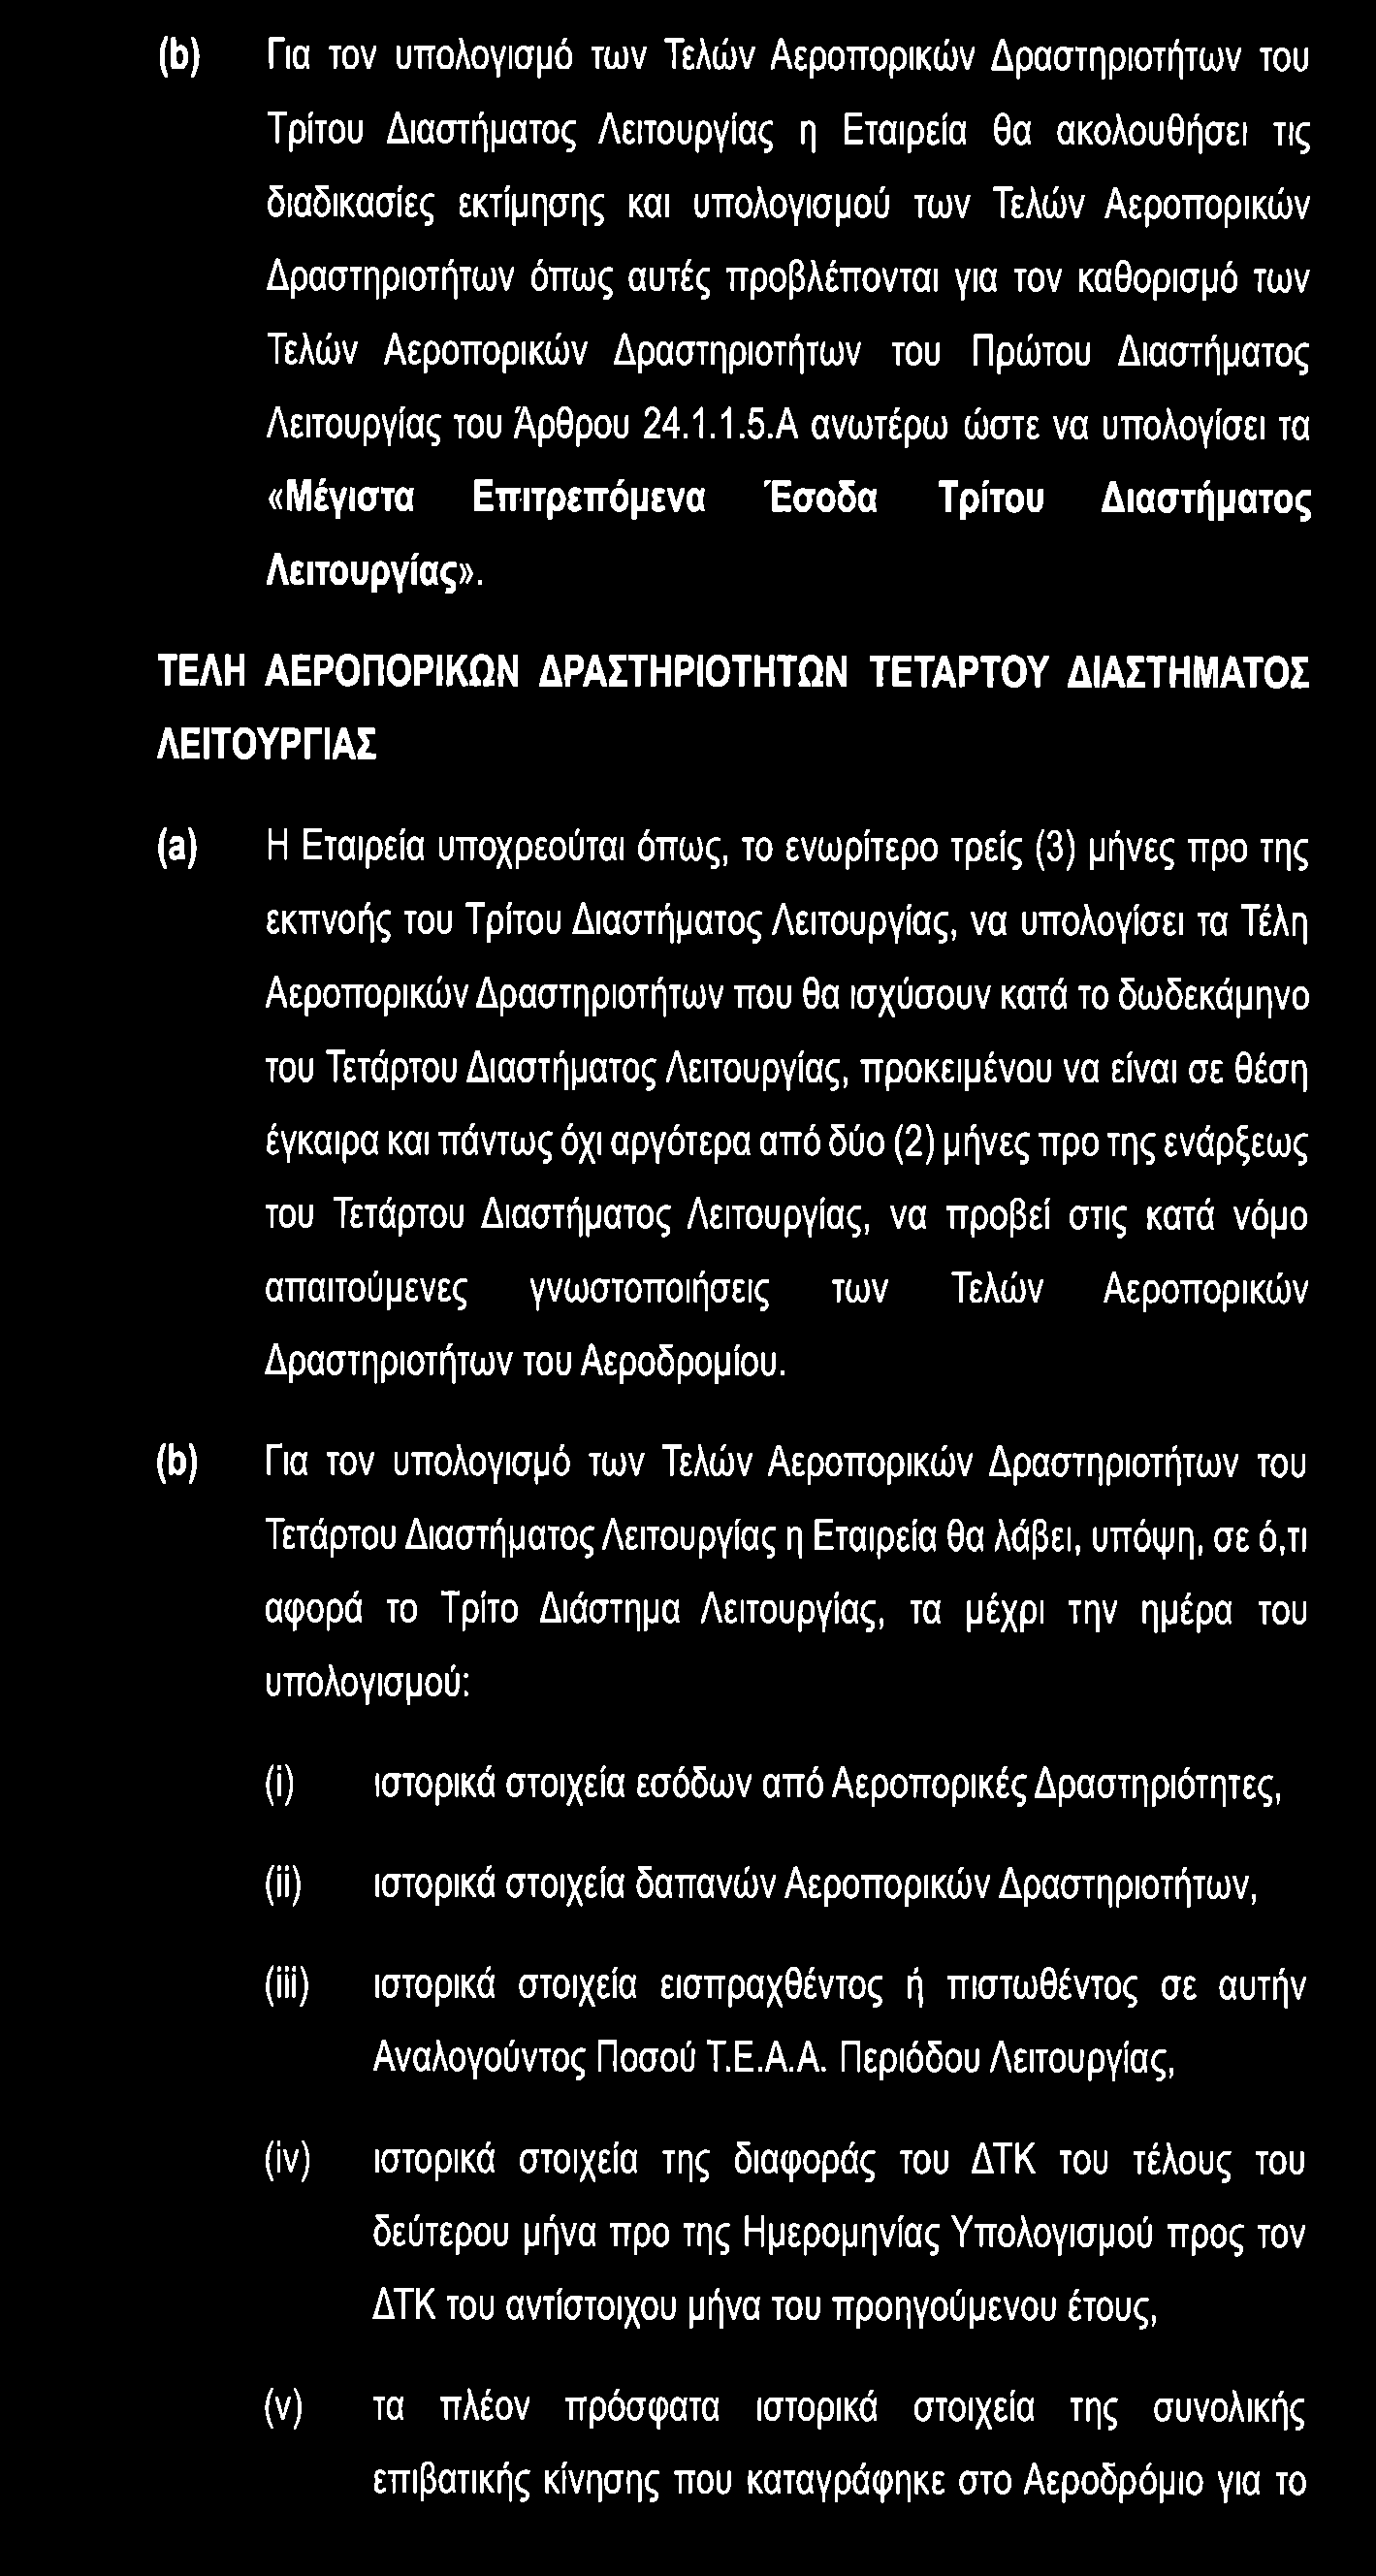 (b) Για τον υπολογισμό των Τελών Αεροπορικών Δραστηριοτήτων του
Τρίτου Διαστήματος Λειτουργίας η Εταιρεία θα ακολουθήσει τις
διαδικασίες εκτίμησης και υπολογισμού των Τελών Αεροπορικών
Δραστηριοτήτων όπως αυτές προβλέπονται για τον καθορισμό των
Τελών Αεροπορικών Δραστηριοτήτων του Πρώτου Διαστήματος
Λειτουργίας του Άρθρου 24.1.1.5.Α ανωτέρω ώστε να υπολογίσει τα
«Μέγιστα Επιτρεπόμενα Έσοδα Τρίτου Διαστήματος
Λειτουργίας».
ΤΕΛΗ ΑΕΡΟΠΟΡΙΚΩΝ ΔΡΑΣΤΗΡΙΟΤΗΤΩΝ ΤΕΤΑΡΤΟΥ ΔΙΑΣΤΗΜΑΤΟΣ
ΛΕΙΤΟΥΡΓΙΑΣ
(a) Η Εταιρεία υποχρεούται όπως, το ενωρίτερο τρείς (3) μήνες προ της
εκπνοής του Τρίτου Διαστήματος Λειτουργίας, να υπολογίσει τα Τέλη
Αεροπορικών Δραστηριοτήτων που θα ισχύσουν κατά το δωδεκάμηνο
του Τετάρτου Διαστήματος Λειτουργίας, προκειμένου να είναι σε θέση
έγκαιρα και πάντως όχι αργότερα από δύο (2) μήνες προ της ενάρξεως
του Τετάρτου Διαστήματος Λειτουργίας, να προβεί στις κατά νόμο
απαιτούμενες γνωστοποιήσεις των Τελών Αεροπορικών
Δραστηριοτήτων του Αεροδρομίου.
(b) Για τον υπολογισμό των Τελών Αεροπορικών Δραστηριοτήτων του
Τετάρτου Διαστήματος Λειτουργίας η Εταιρεία θα λάβει, υπόψη, σε ό,τι
αφορά το Τρίτο Διάστημα Λειτουργίας, τα μέχρι την ημέρα του
υπολογισμού:
(i) ιστορικά στοιχεία εσόδων από Αεροπορικές Δραστηριότητες,
(ii) ιστορικά στοιχεία δαπανών Αεροπορικών Δραστηριοτήτων,
(iii) ιστορικά στοιχεία εισπραχθέντος ή πιστωθέντος σε αυτήν
Αναλογούντος Ποσού Τ.Ε.Α.Α. Περιόδου Λειτουργίας,
(iv) ιστορικά στοιχεία της διαφοράς του ΔΤΚ του τέλους του
δεύτερου μήνα προ της Ημερομηνίας Υπολογισμού προς τον
ΔΤΚ του αντίστοιχου μήνα του προηγούμενου έτους,
(v) τα πλέον πρόσφατα ιστορικά στοιχεία της συνολικής
επιβατικής κίνησης που καταγράφηκε στο Αεροδρόμιο για το